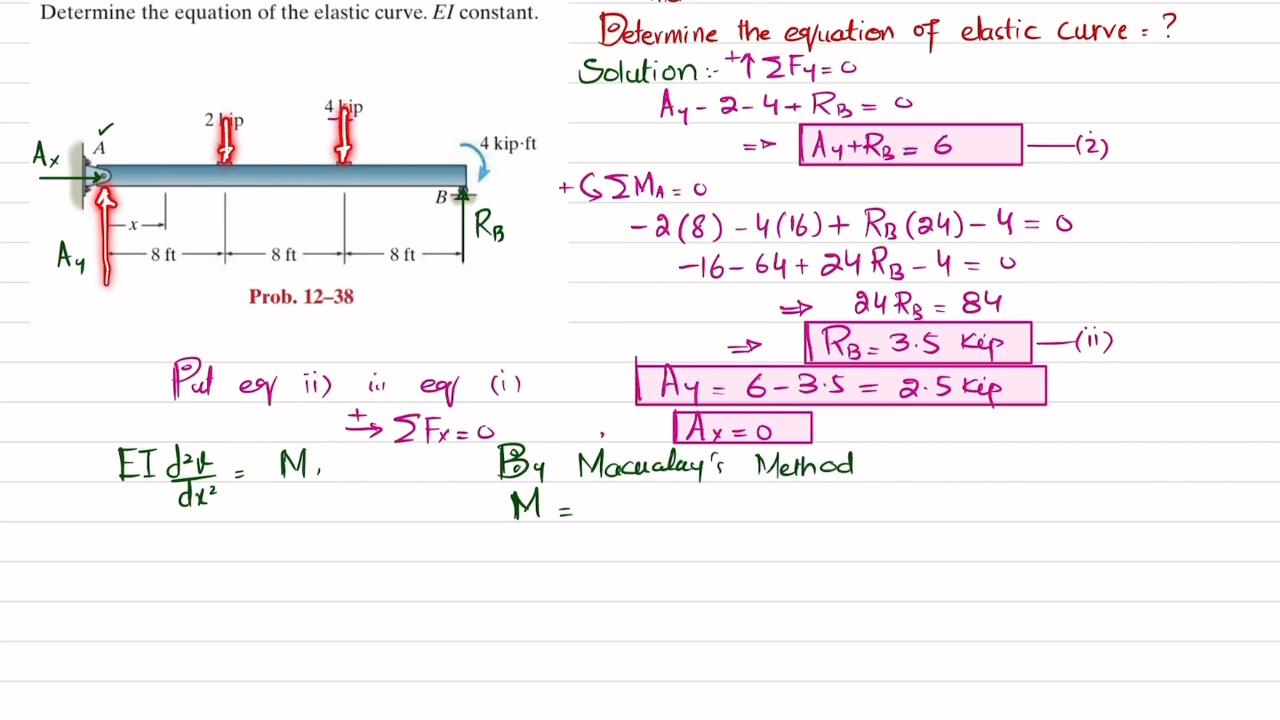 Determine the equation of the elastic curve. EI constant.
Determine the equation of elastic curve = ?
Solution:- +↑ ΣFy = 0
Ay - 2 - 4 + RB = 0
⇒ Ay + RB = 6 —(i)
+↺ ΣMA = 0
-2(8) - 4(16) + RB(24) - 4 = 0
-16 - 64 + 24RB - 4 = 0
⇒ 24RB = 84
⇒ RB = 3.5 kip —(ii)
2 kip
4 kip
4 kip·ft
A
Ax
B
RB
x
Ay
8 ft
8 ft
8 ft
Prob. 12–38
Put eq ii) in eq (i)
Ay = 6 - 3.5 = 2.5 kip
+→ ΣFx = 0, Ax = 0
EI d²v/dx² = M,
By Macualay's Method
M =